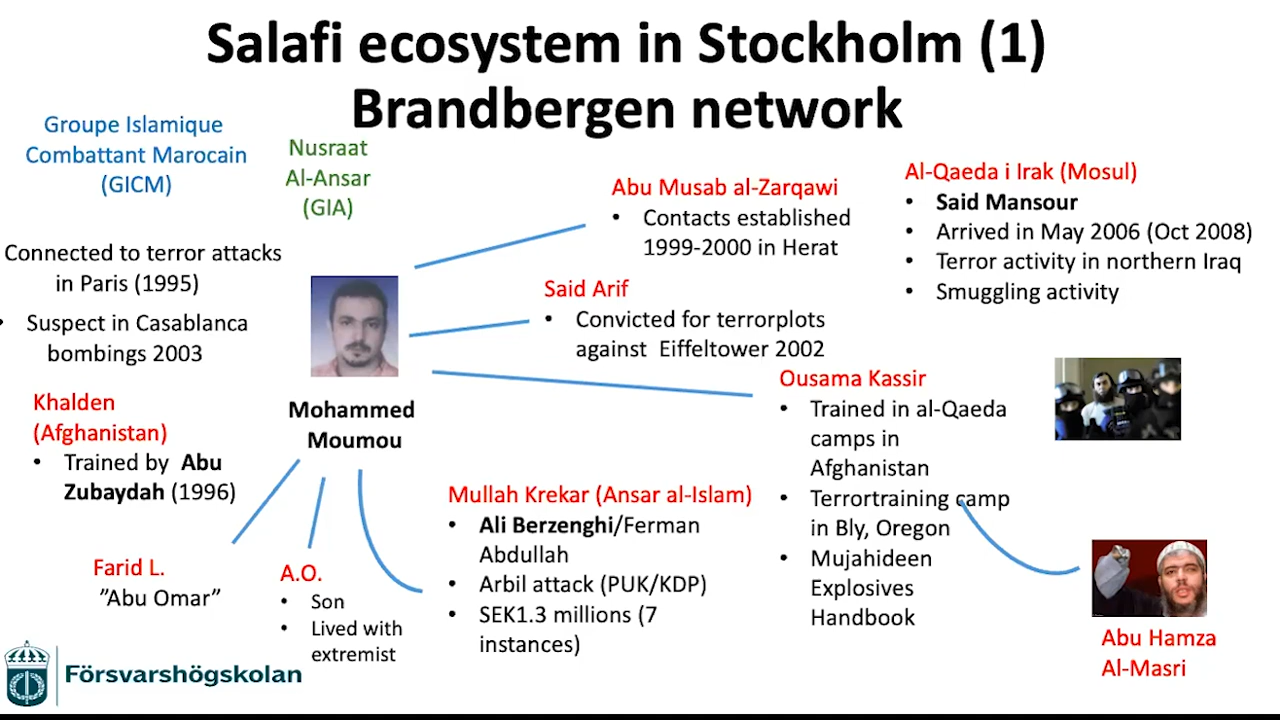 Salafi ecosystem in Stockholm (1)
Brandbergen network
Groupe Islamique
Combattant Marocain
(GICM)
Nusraat
Al-Ansar
(GIA)
Connected to terror attacks
in Paris (1995)
• Suspect in Casablanca
bombings 2003
Khalden
(Afghanistan)
• Trained by Abu
Zubaydah (1996)
Mohammed
Moumou
Farid L.
"Abu Omar"
A.O.
• Son
• Lived with
extremist
Abu Musab al-Zarqawi
• Contacts established
1999-2000 in Herat
Said Arif
• Convicted for terrorplots
against Eiffeltower 2002
Mullah Krekar (Ansar al-Islam)
• Ali Berzenghi/Ferman
Abdullah
• Arbil attack (PUK/KDP)
• SEK1.3 millions (7
instances)
Al-Qaeda i Irak (Mosul)
• Said Mansour
• Arrived in May 2006 (Oct 2008)
• Terror activity in northern Iraq
• Smuggling activity
Ousama Kassir
• Trained in al-Qaeda
camps in
Afghanistan
• Terrortraining camp
in Bly, Oregon
• Mujahideen
Explosives
Handbook
Abu Hamza
Al-Masri
Försvarshögskolan